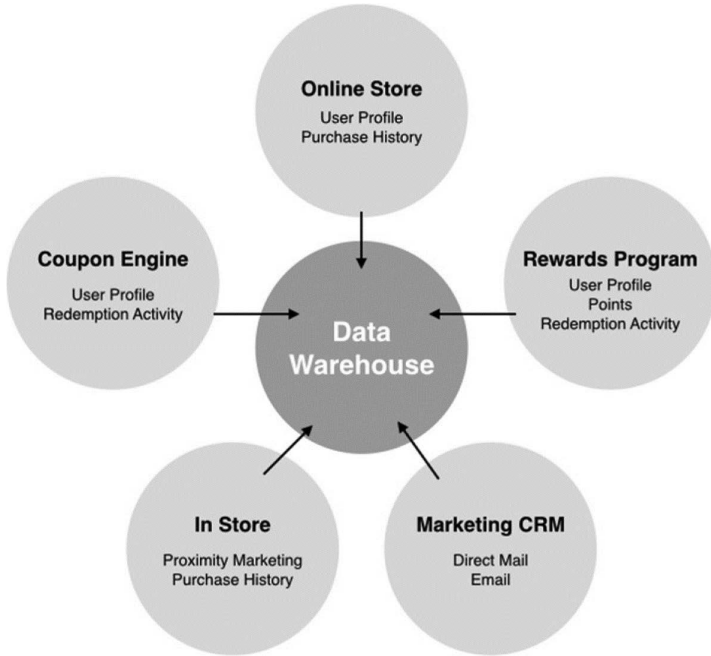 Online Store
User Profile
Purchase History
Coupon Engine
User Profile
Redemption Activity
Rewards Program
User Profile
Points
Redemption Activity
Data
Warehouse
In Store
Proximity Marketing
Purchase History
Marketing CRM
Direct Mail
Email